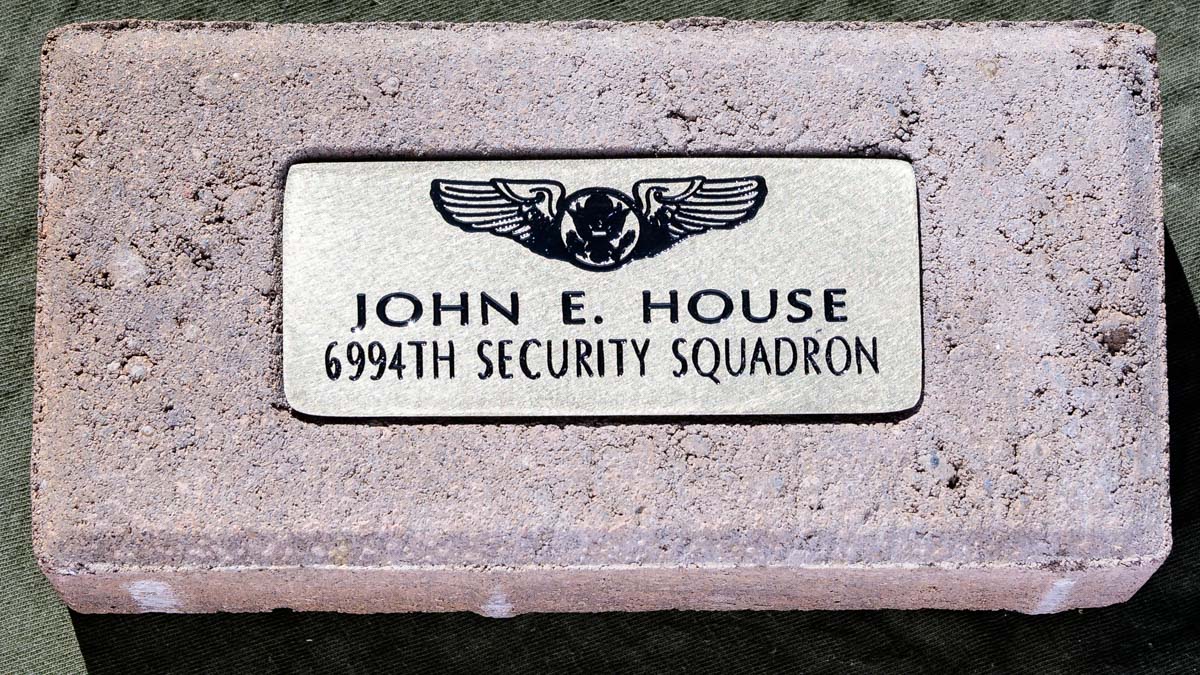 JOHN E. HOUSE
6994TH SECURITY SQUADRON